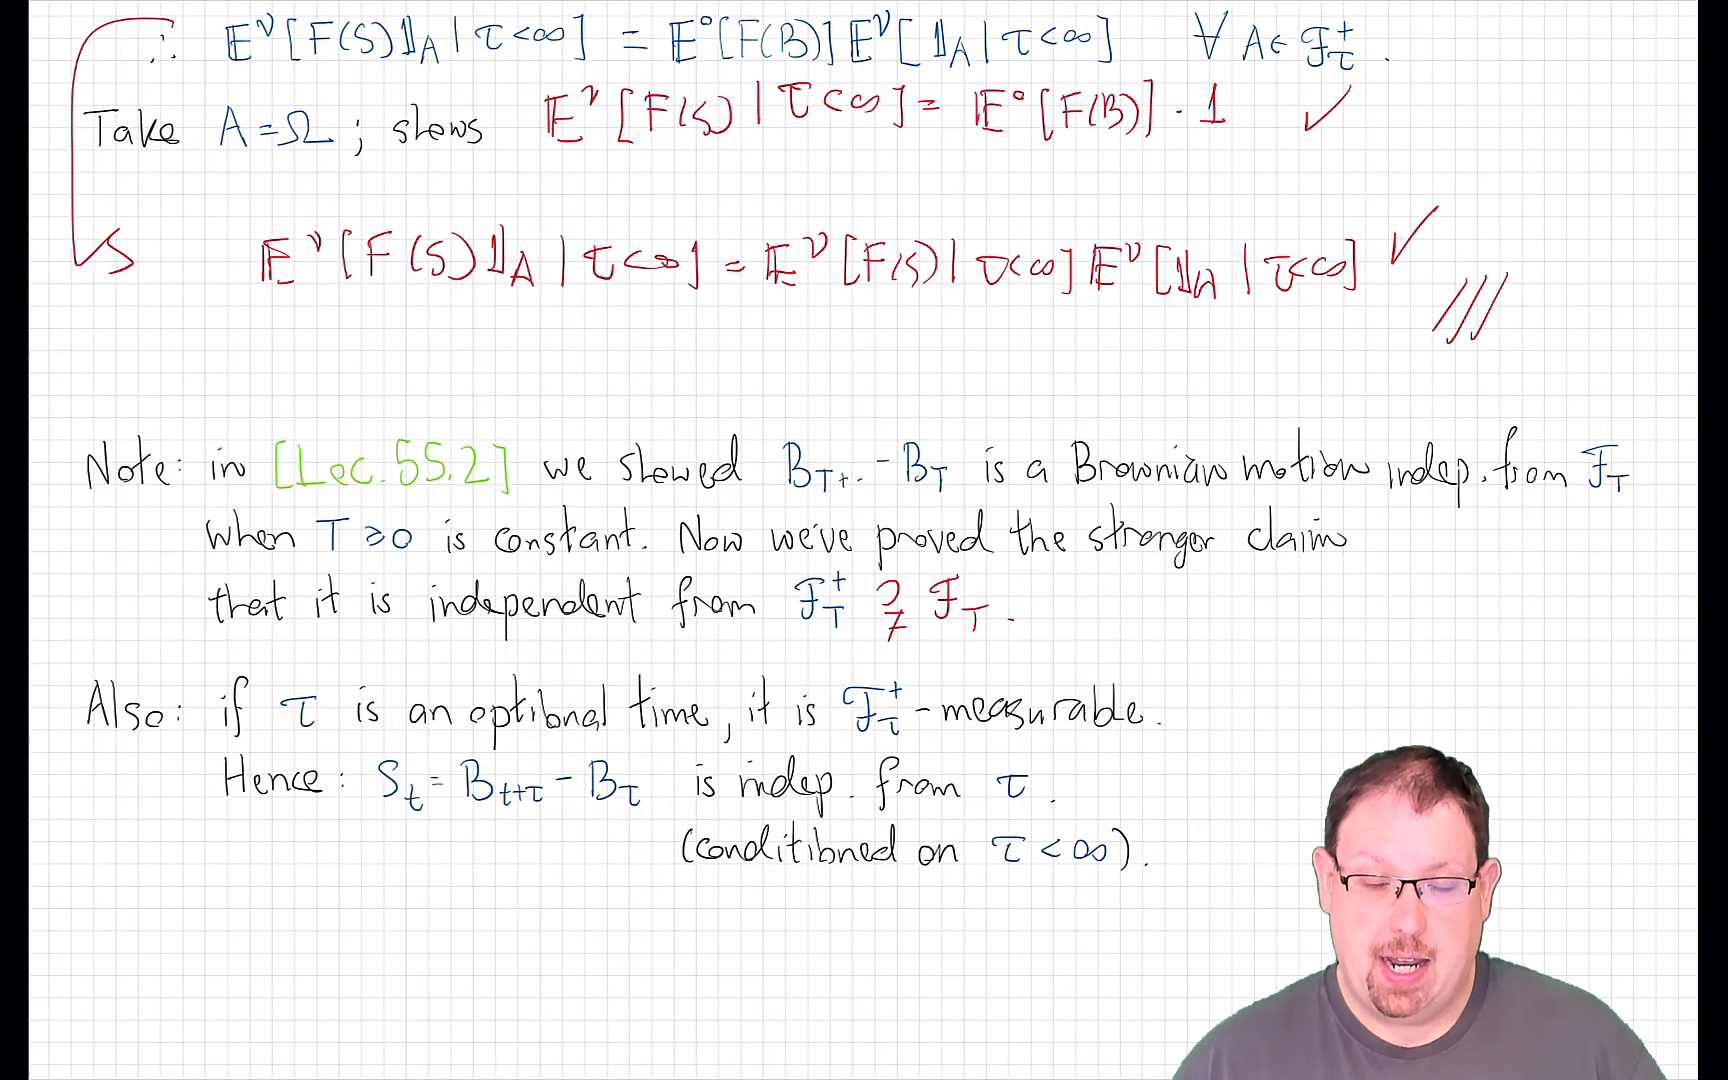 ∴ 𝔼^ν[F(S)𝟙_A | τ<∞] = 𝔼°[F(B)]𝔼^ν[𝟙_A | τ<∞] ∀ A∈ ℱ_τ^+.
Take A=Ω ; shows 𝔼^ν[F(S) | τ<∞] = 𝔼°[F(B)] · 1 ✓
𝔼^ν[F(S)𝟙_A | τ<∞] = 𝔼^ν[F(S) | τ<∞] 𝔼^ν[𝟙_A | τ<∞] ✓
///
Note: in [Lec. 55.2] we showed B_{T+·} - B_T is a Brownian motion indep. from ℱ_T
when T ≥ 0 is constant. Now we've proved the stronger claim
that it is independent from ℱ_T^+ ⊋ ℱ_T.
Also: if τ is an optional time, it is ℱ_τ^+-measurable.
Hence: S_t = B_{t+τ} - B_τ is indep. from τ.
(conditioned on τ < ∞).